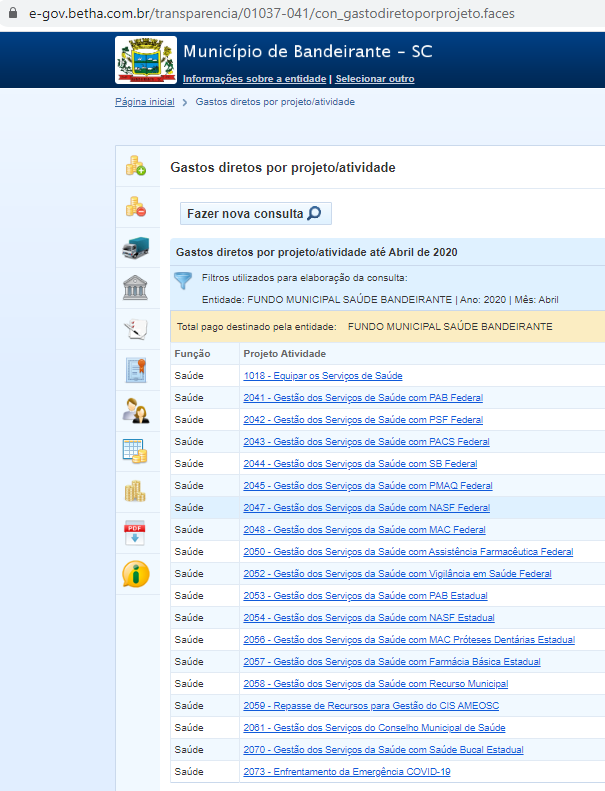 e-gov.betha.com.br/transparencia/01037-041/con_gastodiretoporprojeto.faces
Município de Bandeirante - SC
Informações sobre a entidade | Selecionar outro
Página inicial > Gastos diretos por projeto/atividade
Gastos diretos por projeto/atividade
Fazer nova consulta
Gastos diretos por projeto/atividade até Abril de 2020
Filtros utilizados para elaboração da consulta:
Entidade: FUNDO MUNICIPAL SAÚDE BANDEIRANTE | Ano: 2020 | Mês: Abril
Total pago destinado pela entidade: FUNDO MUNICIPAL SAÚDE BANDEIRANTE
Função Projeto Atividade
Saúde 1018 - Equipar os Serviços de Saúde
Saúde 2041 - Gestão dos Serviços de Saúde com PAB Federal
Saúde 2042 - Gestão dos Serviços de Saúde com PSF Federal
Saúde 2043 - Gestão dos Serviços da Saúde com PACS Federal
Saúde 2044 - Gestão dos Serviços da Saúde com SB Federal
Saúde 2045 - Gestão dos Serviços da Saúde com PMAQ Federal
Saúde 2047 - Gestão dos Serviços da Saúde com NASF Federal
Saúde 2048 - Gestão dos Serviços da Saúde com MAC Federal
Saúde 2050 - Gestão dos Serviços da Saúde com Assistência Farmacêutica Federal
Saúde 2052 - Gestão dos Serviços da Saúde com Vigilância em Saúde Federal
Saúde 2053 - Gestão dos Serviços da Saúde com PAB Estadual
Saúde 2054 - Gestão dos Serviços da Saúde com NASF Estadual
Saúde 2056 - Gestão dos Serviços da Saúde com MAC Próteses Dentárias Estadual
Saúde 2057 - Gestão dos Serviços da Saúde com Farmácia Básica Estadual
Saúde 2058 - Gestão dos Serviços da Saúde com Recurso Municipal
Saúde 2059 - Repasse de Recursos para Gestão do CIS AMEOSC
Saúde 2061 - Gestão dos Serviços do Conselho Municipal de Saúde
Saúde 2070 - Gestão dos Serviços da Saúde com Saúde Bucal Estadual
Saúde 2073 - Enfrentamento da Emergência COVID-19
PDF